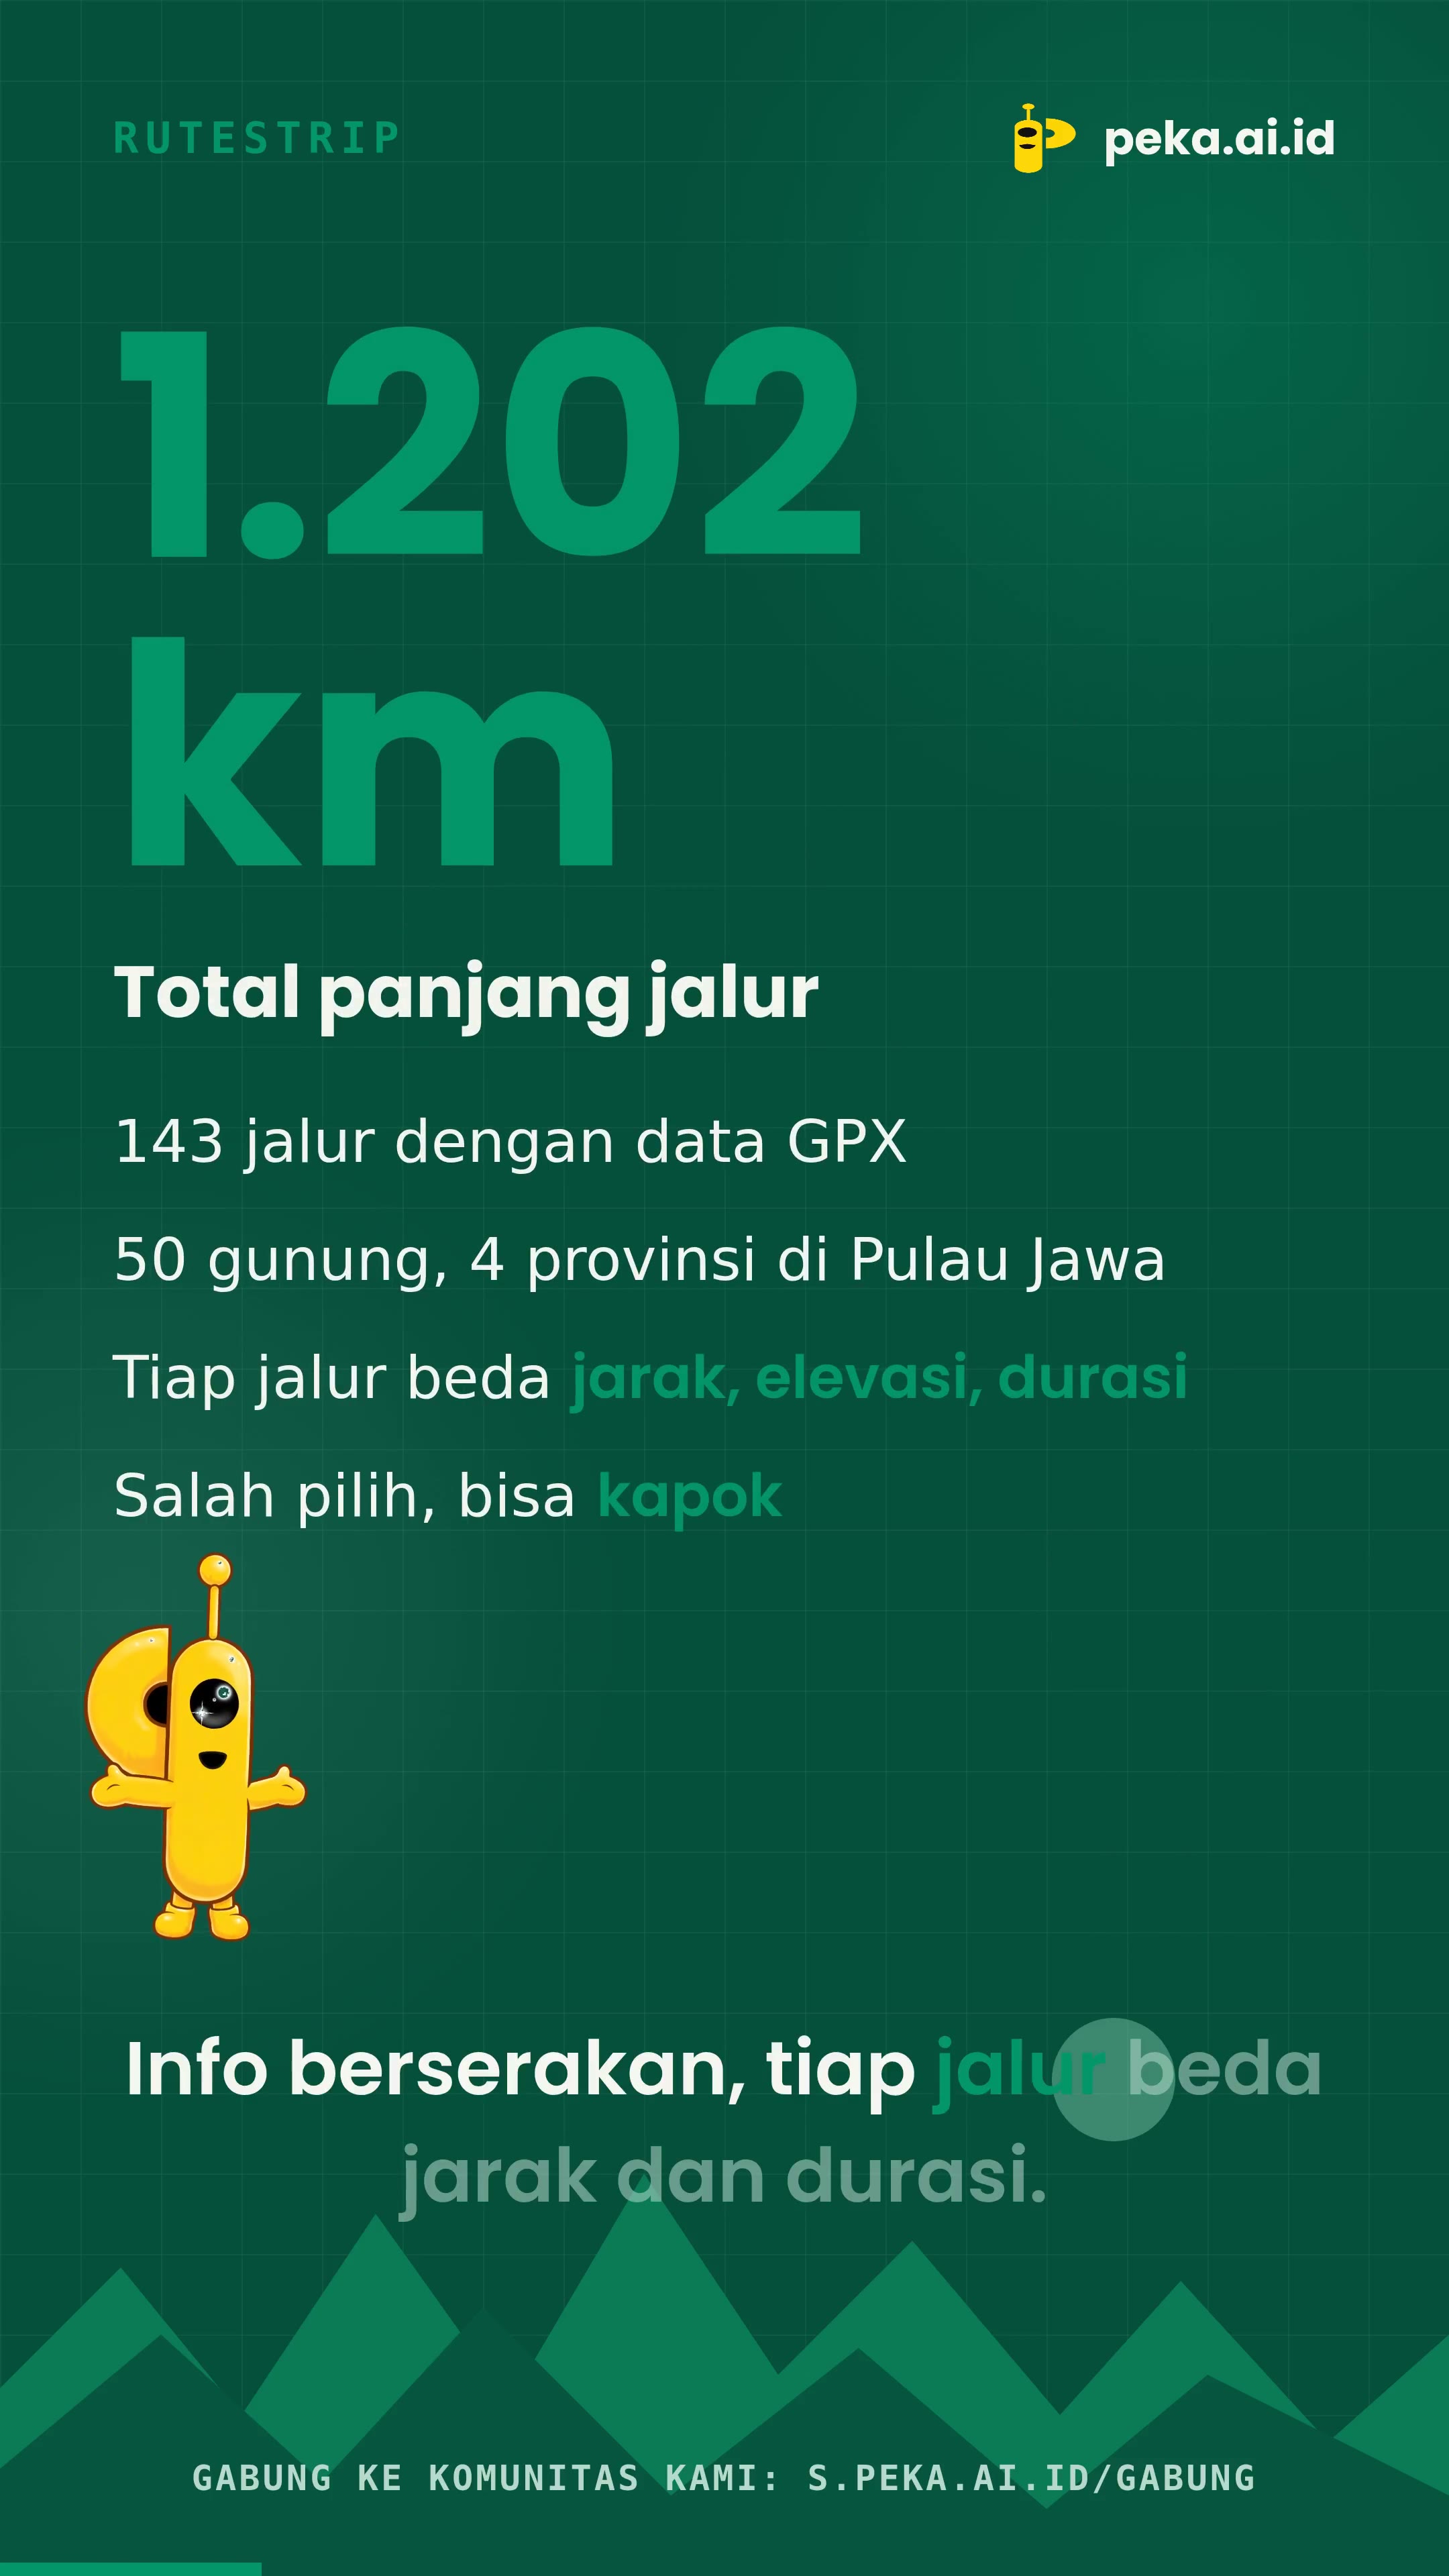 RUTESTRIP
peka.ai.id
1.202
km
Total panjang jalur
143 jalur dengan data GPX
50 gunung, 4 provinsi di Pulau Jawa
Tiap jalur beda jarak, elevasi, durasi
Salah pilih, bisa kapok
Info berserakan, tiap jalur beda
jarak dan durasi.
GABUNG KE KOMUNITAS KAMI: S.PEKA.AI.ID/GABUNG